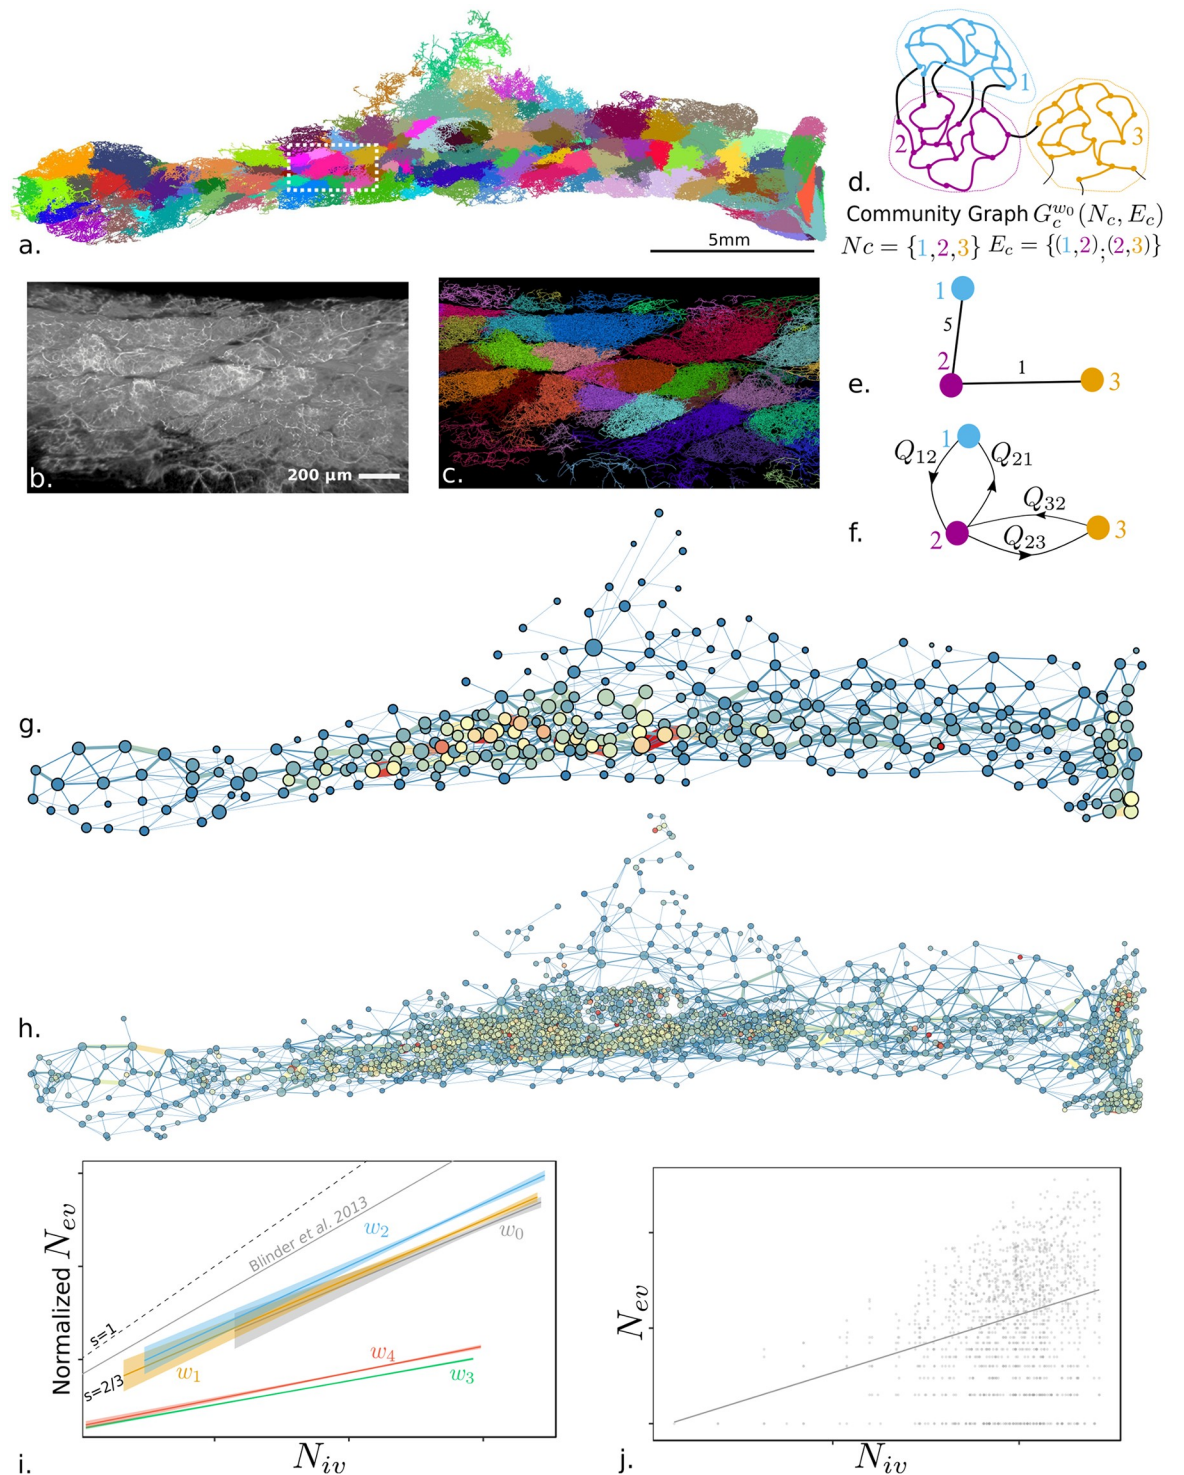 a.
5mm
1
2
3
d.
Community Graph G_c^{w_0}(N_c, E_c)
Nc = {1,2,3} E_c = {(1,2);(2,3)}
b.
200 µm
c.
1
5
2
1
3
e.
1
Q_{12}
Q_{21}
Q_{32}
2
Q_{23}
3
f.
g.
h.
Normalized N_{ev}
s=1
Blinder et al. 2013
s=2/3
w_2
w_0
w_1
w_4
w_3
N_{iv}
i.
N_{ev}
N_{iv}
j.